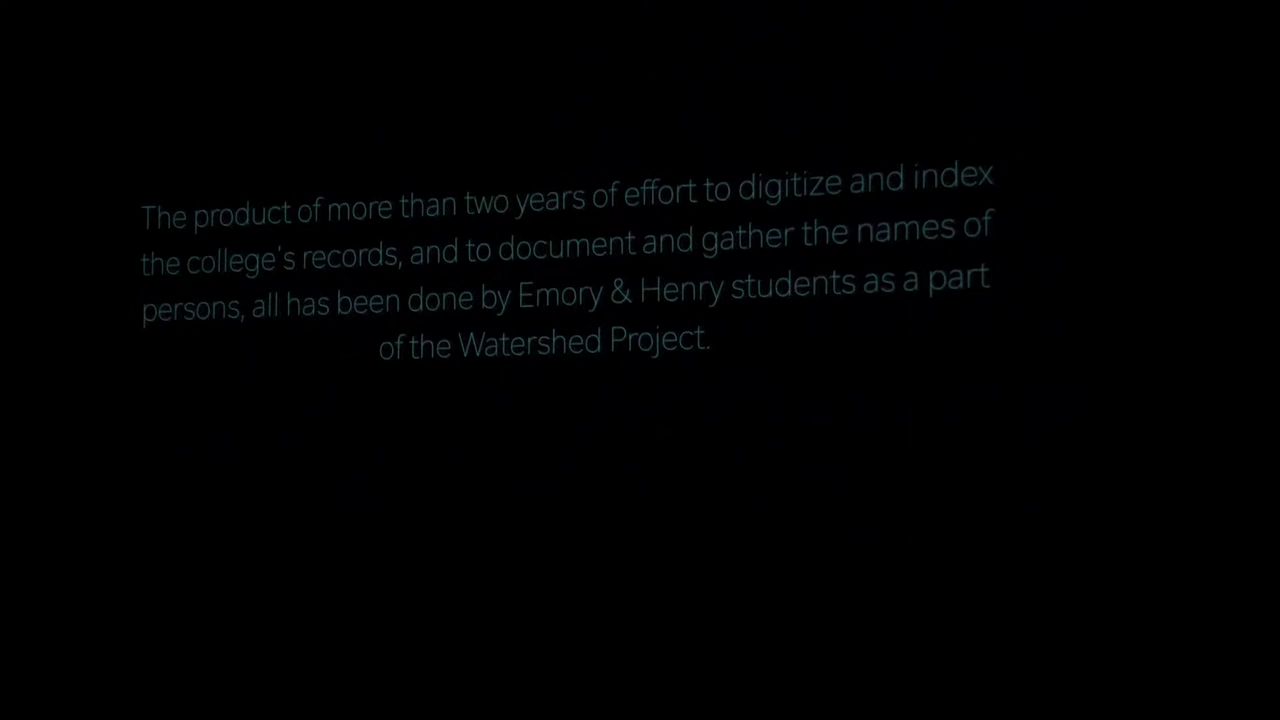 The product of more than two years of effort to digitize and index
the college's records, and to document and gather the names of
persons, all has been done by Emory & Henry students as a part
of the Watershed Project.